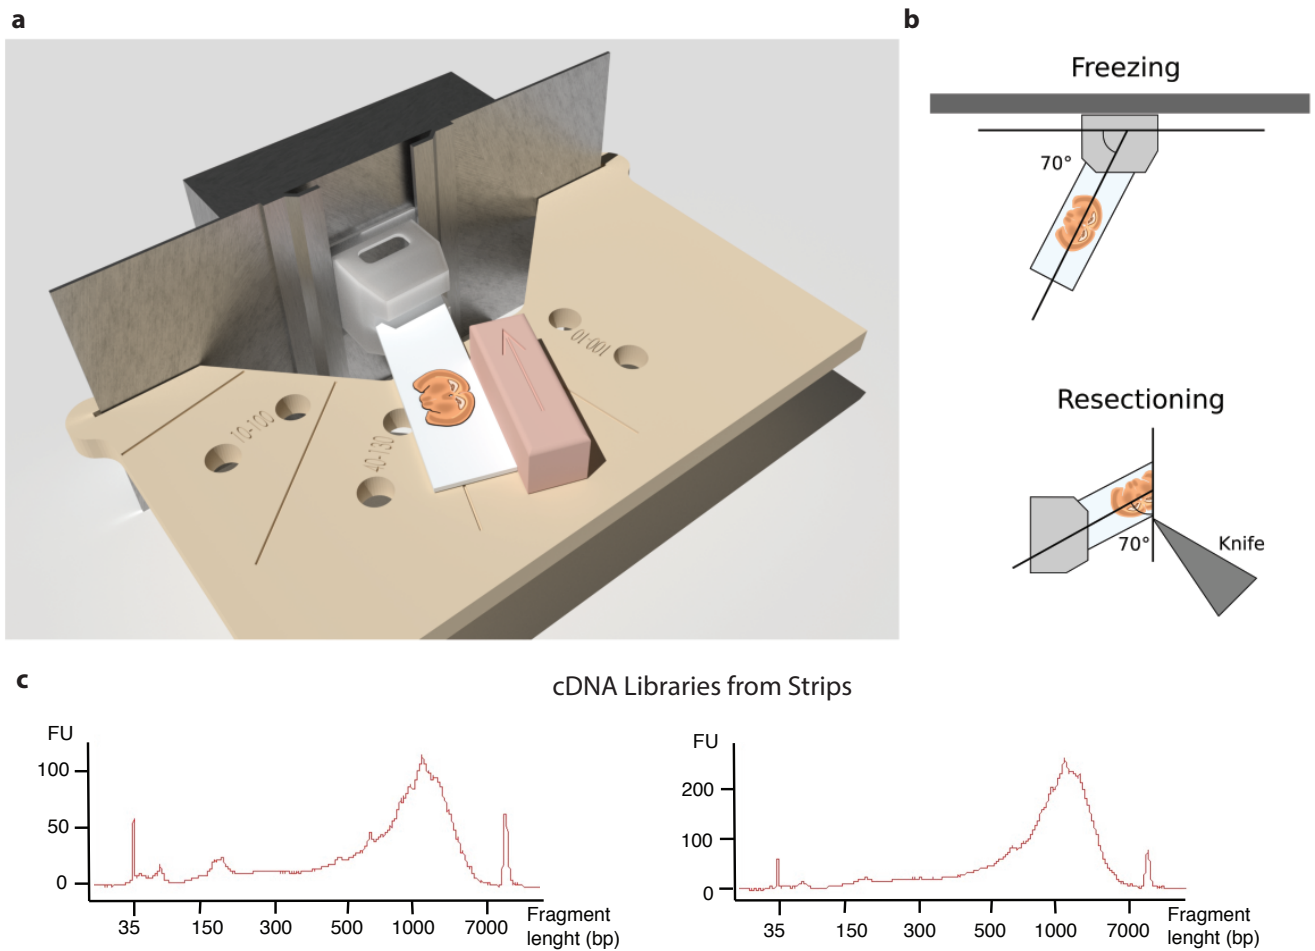 a
b
Freezing
70°
10-100
40-130
10-100
Resectioning
70°
Knife
c
cDNA Libraries from Strips
FU
100
50
0
35
150
300
500
1000
7000
Fragment
lenght (bp)
FU
200
100
0
35
150
300
500
1000
7000
Fragment
lenght (bp)